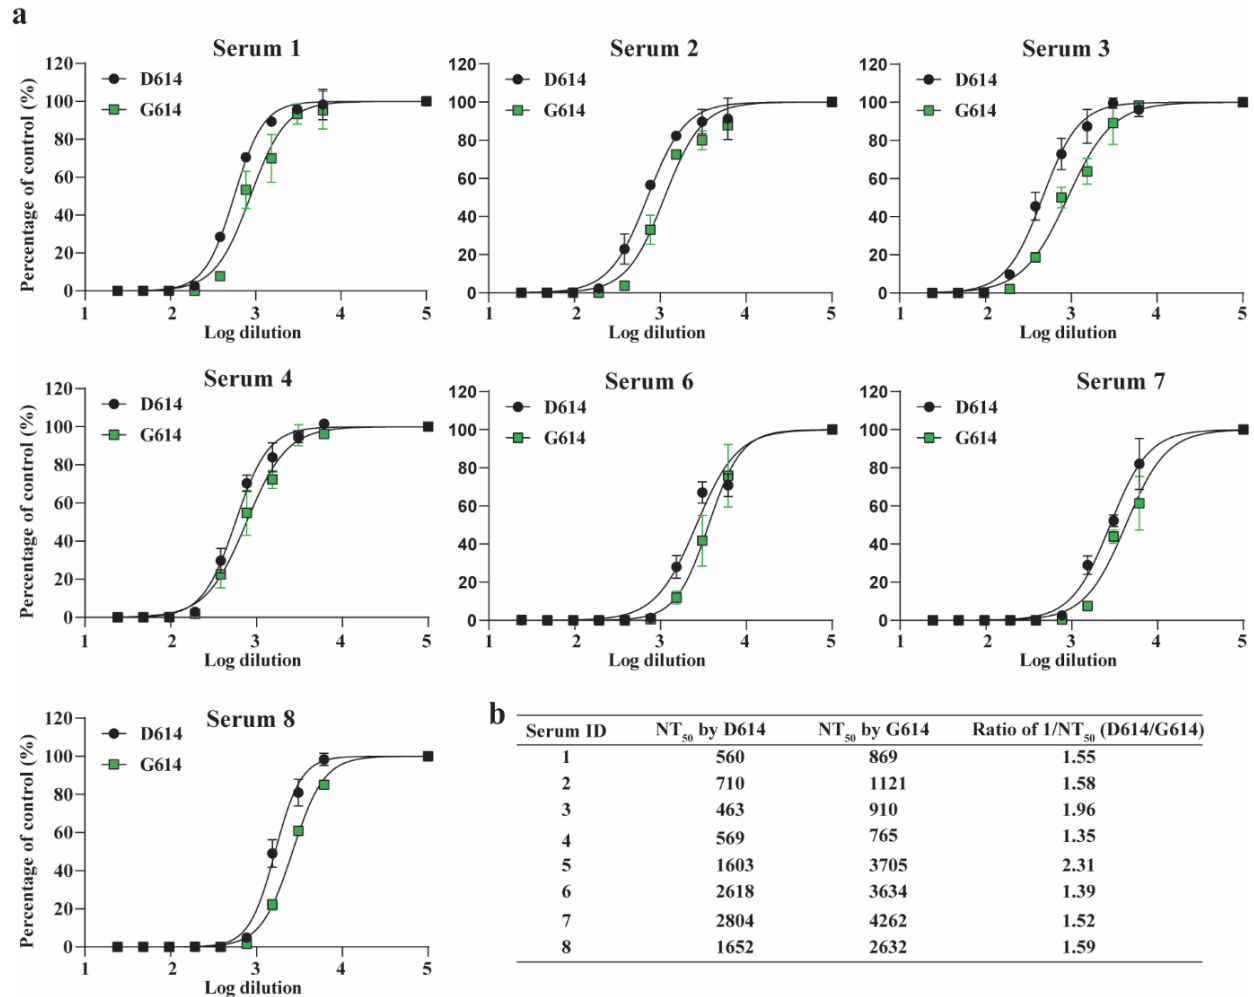 a
Serum 1
D614
G614
Percentage of control (%)
120
100
80
60
40
20
0
1 2 3 4 5
Log dilution
Serum 2
D614
G614
120
100
80
60
40
20
0
1 2 3 4 5
Log dilution
Serum 3
D614
G614
120
100
80
60
40
20
0
1 2 3 4 5
Log dilution
Serum 4
D614
G614
Percentage of control (%)
120
100
80
60
40
20
0
1 2 3 4 5
Log dilution
Serum 6
D614
G614
120
100
80
60
40
20
0
1 2 3 4 5
Log dilution
Serum 7
D614
G614
120
100
80
60
40
20
0
1 2 3 4 5
Log dilution
Serum 8
D614
G614
Percentage of control (%)
120
100
80
60
40
20
0
1 2 3 4 5
Log dilution
b
Serum ID NT50 by D614 NT50 by G614 Ratio of 1/NT50 (D614/G614)
1 560 869 1.55
2 710 1121 1.58
3 463 910 1.96
4 569 765 1.35
5 1603 3705 2.31
6 2618 3634 1.39
7 2804 4262 1.52
8 1652 2632 1.59